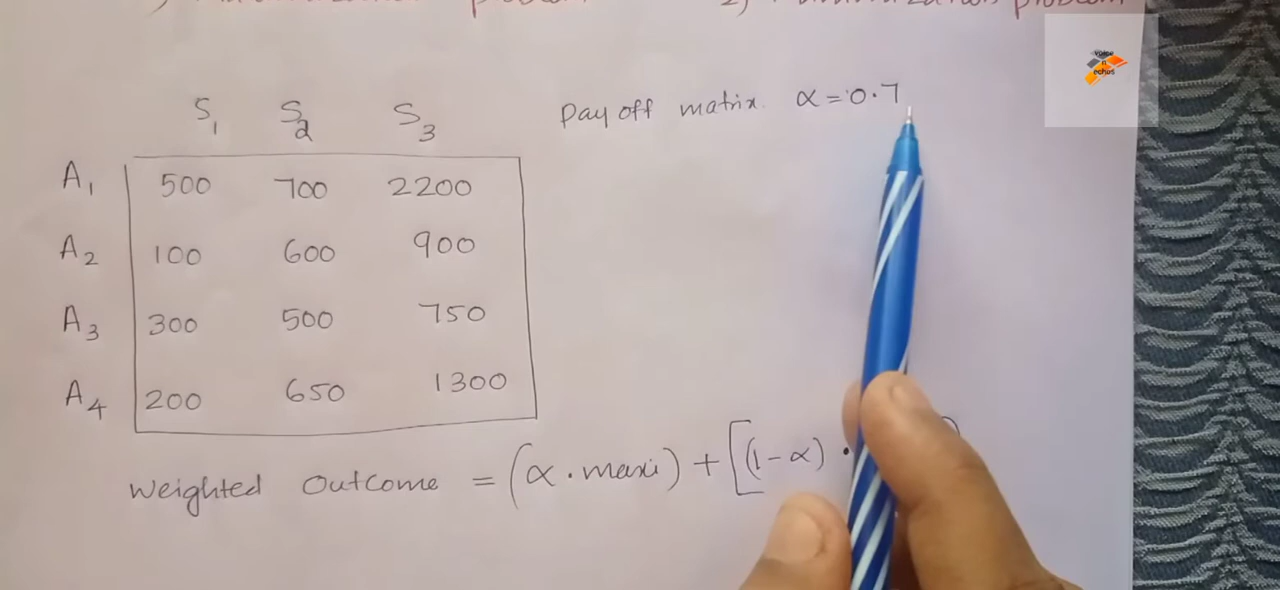 2)
S1 S2 S3 Pay off matrix. α = 0.7
A1 500 700 2200
A2 100 600 900
A3 300 500 750
A4 200 650 1300
Weighted Outcome = (α . maxi) + [(1-α) .